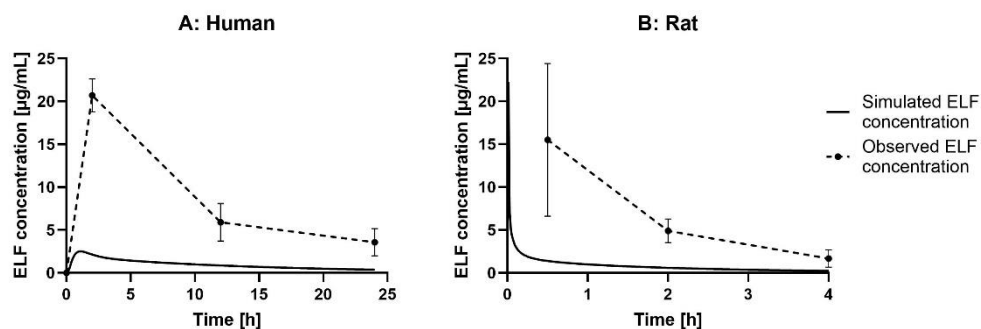 A: Human
ELF concentration [µg/mL]
25
20
15
10
5
0
0 5 10 15 20 25
Time [h]
B: Rat
ELF concentration [µg/mL]
25
20
15
10
5
0
0 1 2 3 4
Time [h]
Simulated ELF
concentration
Observed ELF
concentration